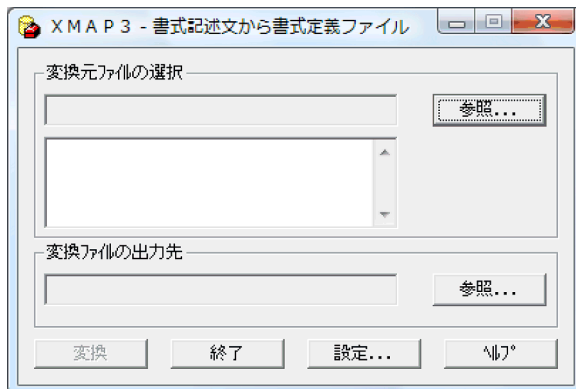 XMAP3 - 書式記述文から書式定義ファイル
変換元ファイルの選択
参照...
変換ファイルの出力先
参照...
変換 終了 設定... ヘルプ